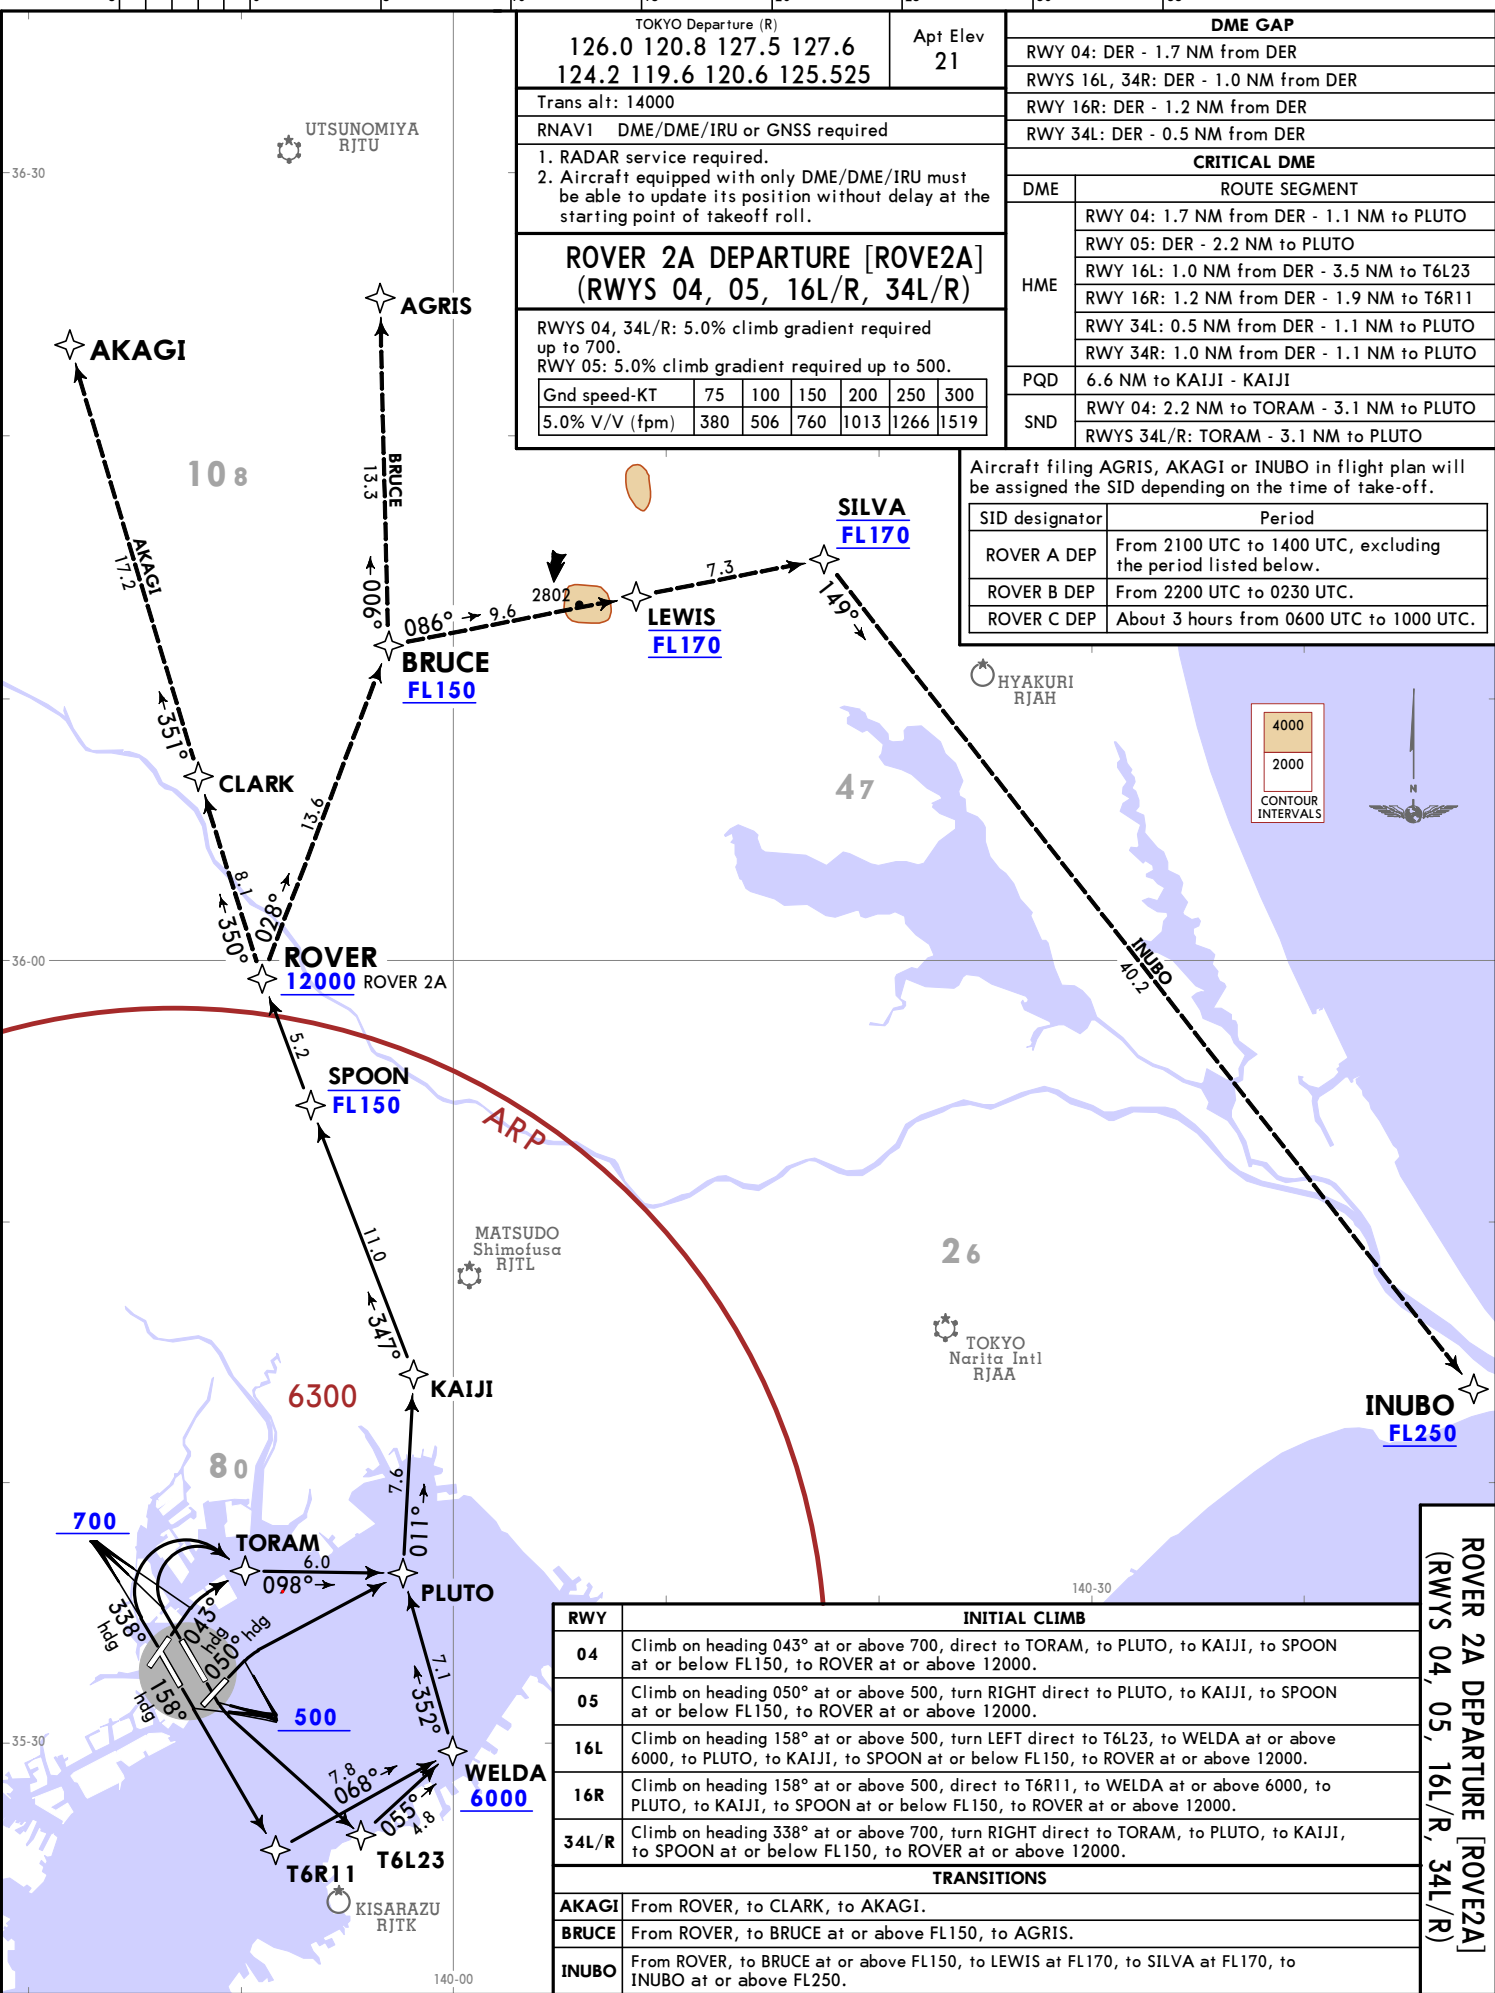 TOKYO Departure (R)
126.0 120.8 127.5 127.6
124.2 119.6 120.6 125.525
Apt Elev
21
Trans alt: 14000
RNAV1 DME/DME/IRU or GNSS required
1. RADAR service required.
2. Aircraft equipped with only DME/DME/IRU must
be able to update its position without delay at the
starting point of takeoff roll.
ROVER 2A DEPARTURE [ROVE2A]
(RWYS 04, 05, 16L/R, 34L/R)
RWYS 04, 34L/R: 5.0% climb gradient required
up to 700.
RWY 05: 5.0% climb gradient required up to 500.
Gnd speed-KT 75 100 150 200 250 300
5.0% V/V (fpm) 380 506 760 1013 1266 1519
DME GAP
RWY 04: DER - 1.7 NM from DER
RWYS 16L, 34R: DER - 1.0 NM from DER
RWY 16R: DER - 1.2 NM from DER
RWY 34L: DER - 0.5 NM from DER
CRITICAL DME
DME ROUTE SEGMENT
HME
RWY 04: 1.7 NM from DER - 1.1 NM to PLUTO
RWY 05: DER - 2.2 NM to PLUTO
RWY 16L: 1.0 NM from DER - 3.5 NM to T6L23
RWY 16R: 1.2 NM from DER - 1.9 NM to T6R11
RWY 34L: 0.5 NM from DER - 1.1 NM to PLUTO
RWY 34R: 1.0 NM from DER - 1.1 NM to PLUTO
PQD 6.6 NM to KAIJI - KAIJI
SND
RWY 04: 2.2 NM to TORAM - 3.1 NM to PLUTO
RWYS 34L/R: TORAM - 3.1 NM to PLUTO
Aircraft filing AGRIS, AKAGI or INUBO in flight plan will
be assigned the SID depending on the time of take-off.
SID designator Period
ROVER A DEP From 2100 UTC to 1400 UTC, excluding
the period listed below.
ROVER B DEP From 2200 UTC to 0230 UTC.
ROVER C DEP About 3 hours from 0600 UTC to 1000 UTC.
UTSUNOMIYA
RJTU
36-30
AGRIS
AKAGI
108
BRUCE
13.3
006°
AKAGI
17.2
351°
SILVA
FL170
7.3
149°
2802
086°
9.6
LEWIS
FL170
BRUCE
FL150
HYAKURI
RJAH
4000
2000
CONTOUR
INTERVALS
N
CLARK
47
13.6
8.1
350°
028°
ROVER
12000 ROVER 2A
36-00
INUBO
40.2
5.2
SPOON
FL150
ARP
11.0
MATSUDO
Shimofusa
RJTL
26
347°
TOKYO
Narita Intl
RJAA
KAIJI
6300
INUBO
FL250
80
7.6
011°
700
TORAM
6.0
098°
PLUTO
140-30
338°
hdg
043°
hdg
050°
hdg
158°
hdg
7.1
352°
500
35-30
WELDA
6000
7.8
068°
055°
4.8
T6R11
T6L23
KISARAZU
RJTK
140-00
RWY INITIAL CLIMB
04 Climb on heading 043° at or above 700, direct to TORAM, to PLUTO, to KAIJI, to SPOON
at or below FL150, to ROVER at or above 12000.
05 Climb on heading 050° at or above 500, turn RIGHT direct to PLUTO, to KAIJI, to SPOON
at or below FL150, to ROVER at or above 12000.
16L Climb on heading 158° at or above 500, turn LEFT direct to T6L23, to WELDA at or above
6000, to PLUTO, to KAIJI, to SPOON at or below FL150, to ROVER at or above 12000.
16R Climb on heading 158° at or above 500, direct to T6R11, to WELDA at or above 6000, to
PLUTO, to KAIJI, to SPOON at or below FL150, to ROVER at or above 12000.
34L/R Climb on heading 338° at or above 700, turn RIGHT direct to TORAM, to PLUTO, to KAIJI,
to SPOON at or below FL150, to ROVER at or above 12000.
TRANSITIONS
AKAGI From ROVER, to CLARK, to AKAGI.
BRUCE From ROVER, to BRUCE at or above FL150, to AGRIS.
INUBO From ROVER, to BRUCE at or above FL150, to LEWIS at FL170, to SILVA at FL170, to
INUBO at or above FL250.
ROVER 2A DEPARTURE [ROVE2A]
(RWYS 04, 05, 16L/R, 34L/R)